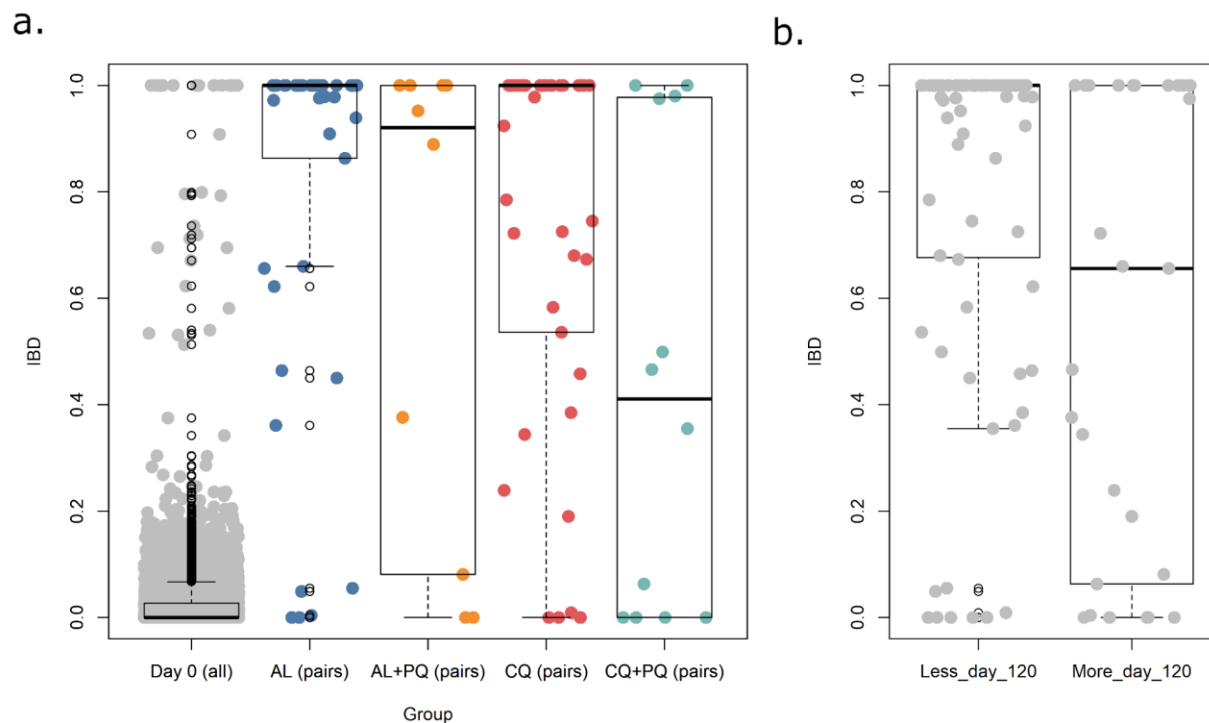 a.
IBD
1.0
0.8
0.6
0.4
0.2
0.0
Day 0 (all) AL (pairs) AL+PQ (pairs) CQ (pairs) CQ+PQ (pairs)
Group
b.
IBD
1.0
0.8
0.6
0.4
0.2
0.0
Less_day_120 More_day_120